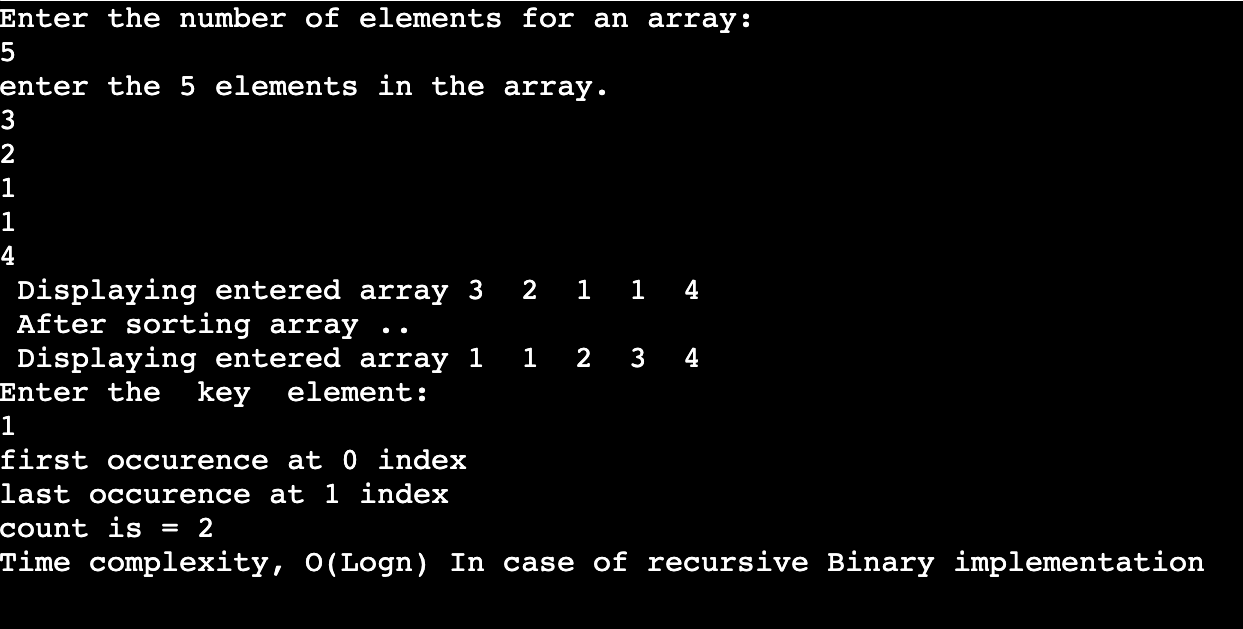 Enter the number of elements for an array:
5
enter the 5 elements in the array.
3
2
1
1
4
Displaying entered array 3  2  1  1  4
After sorting array ..
Displaying entered array 1  1  2  3  4
Enter the  key  element:
1
first occurence at 0 index
last occurence at 1 index
count is = 2
Time complexity, O(Logn) In case of recursive Binary implementation